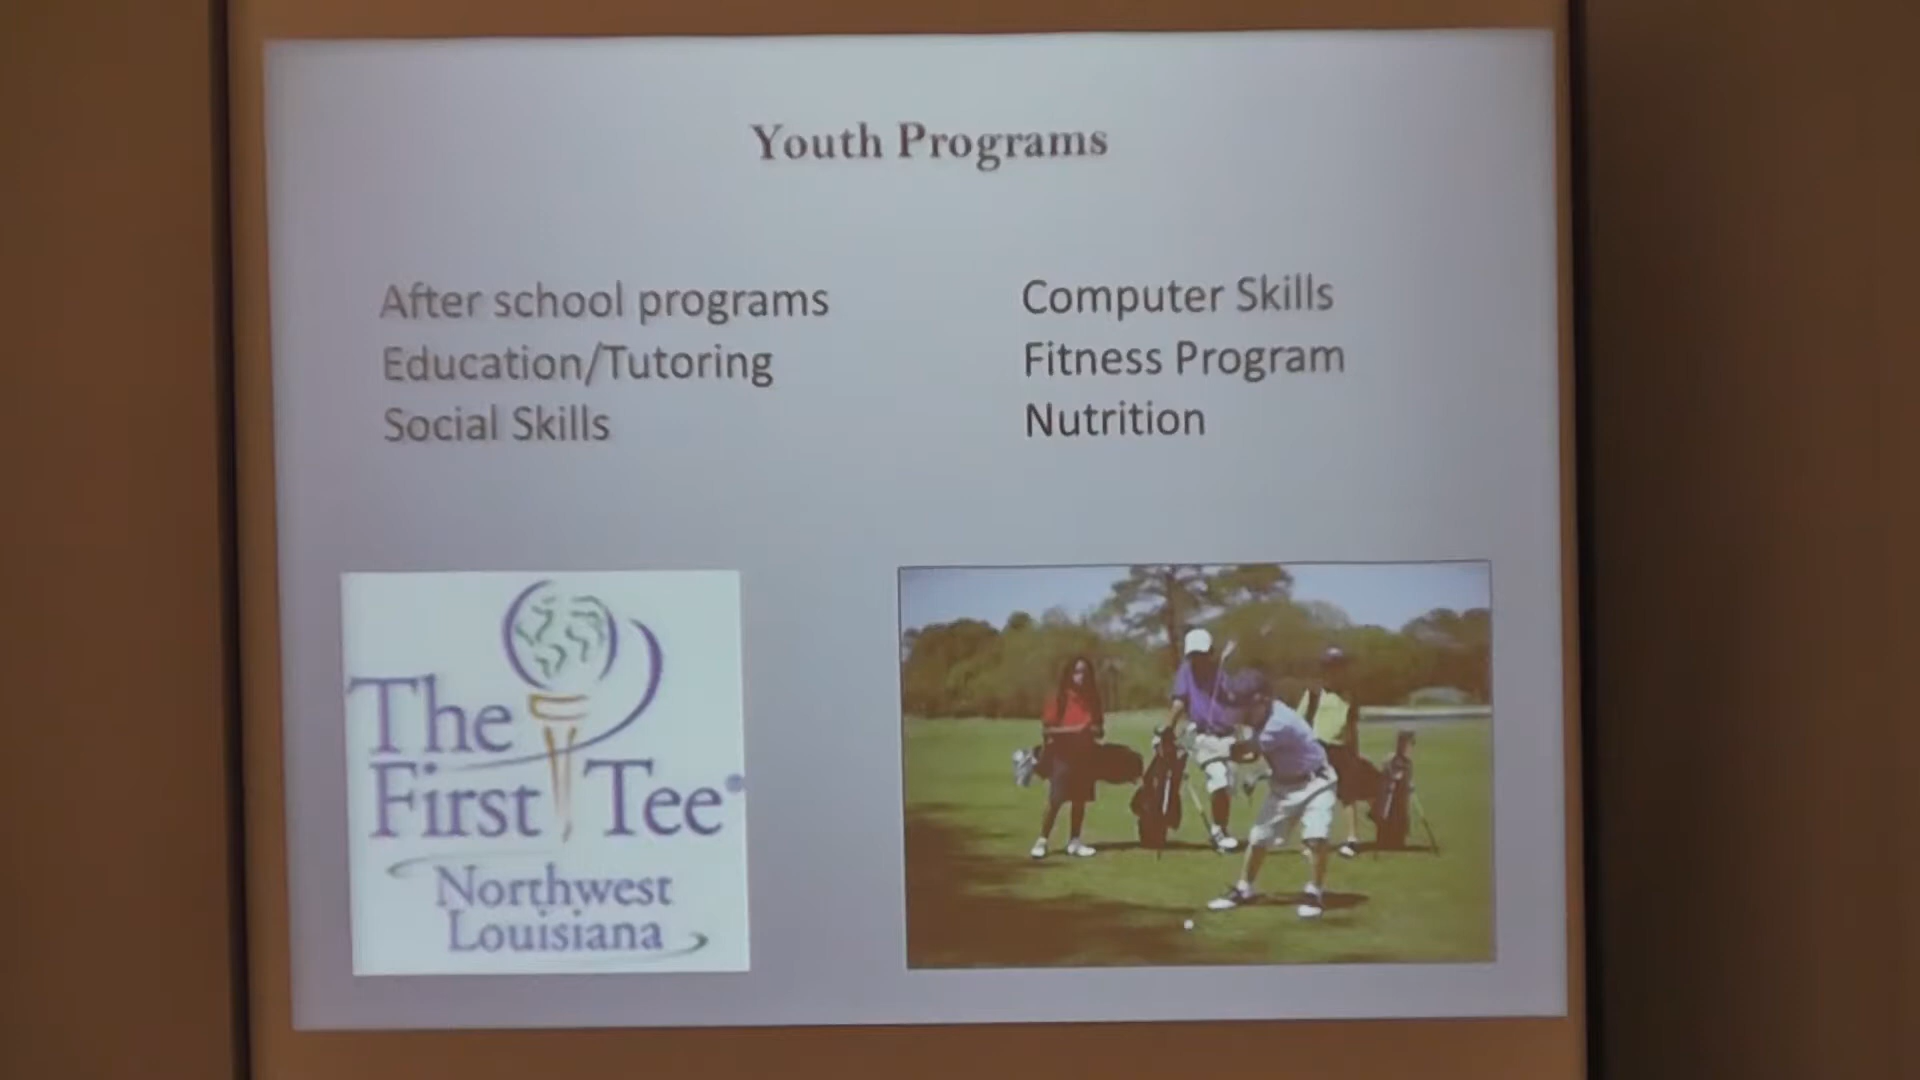 Youth Programs
After school programs
Education/Tutoring
Social Skills
Computer Skills
Fitness Program
Nutrition
The
First Tee®
Northwest
Louisiana